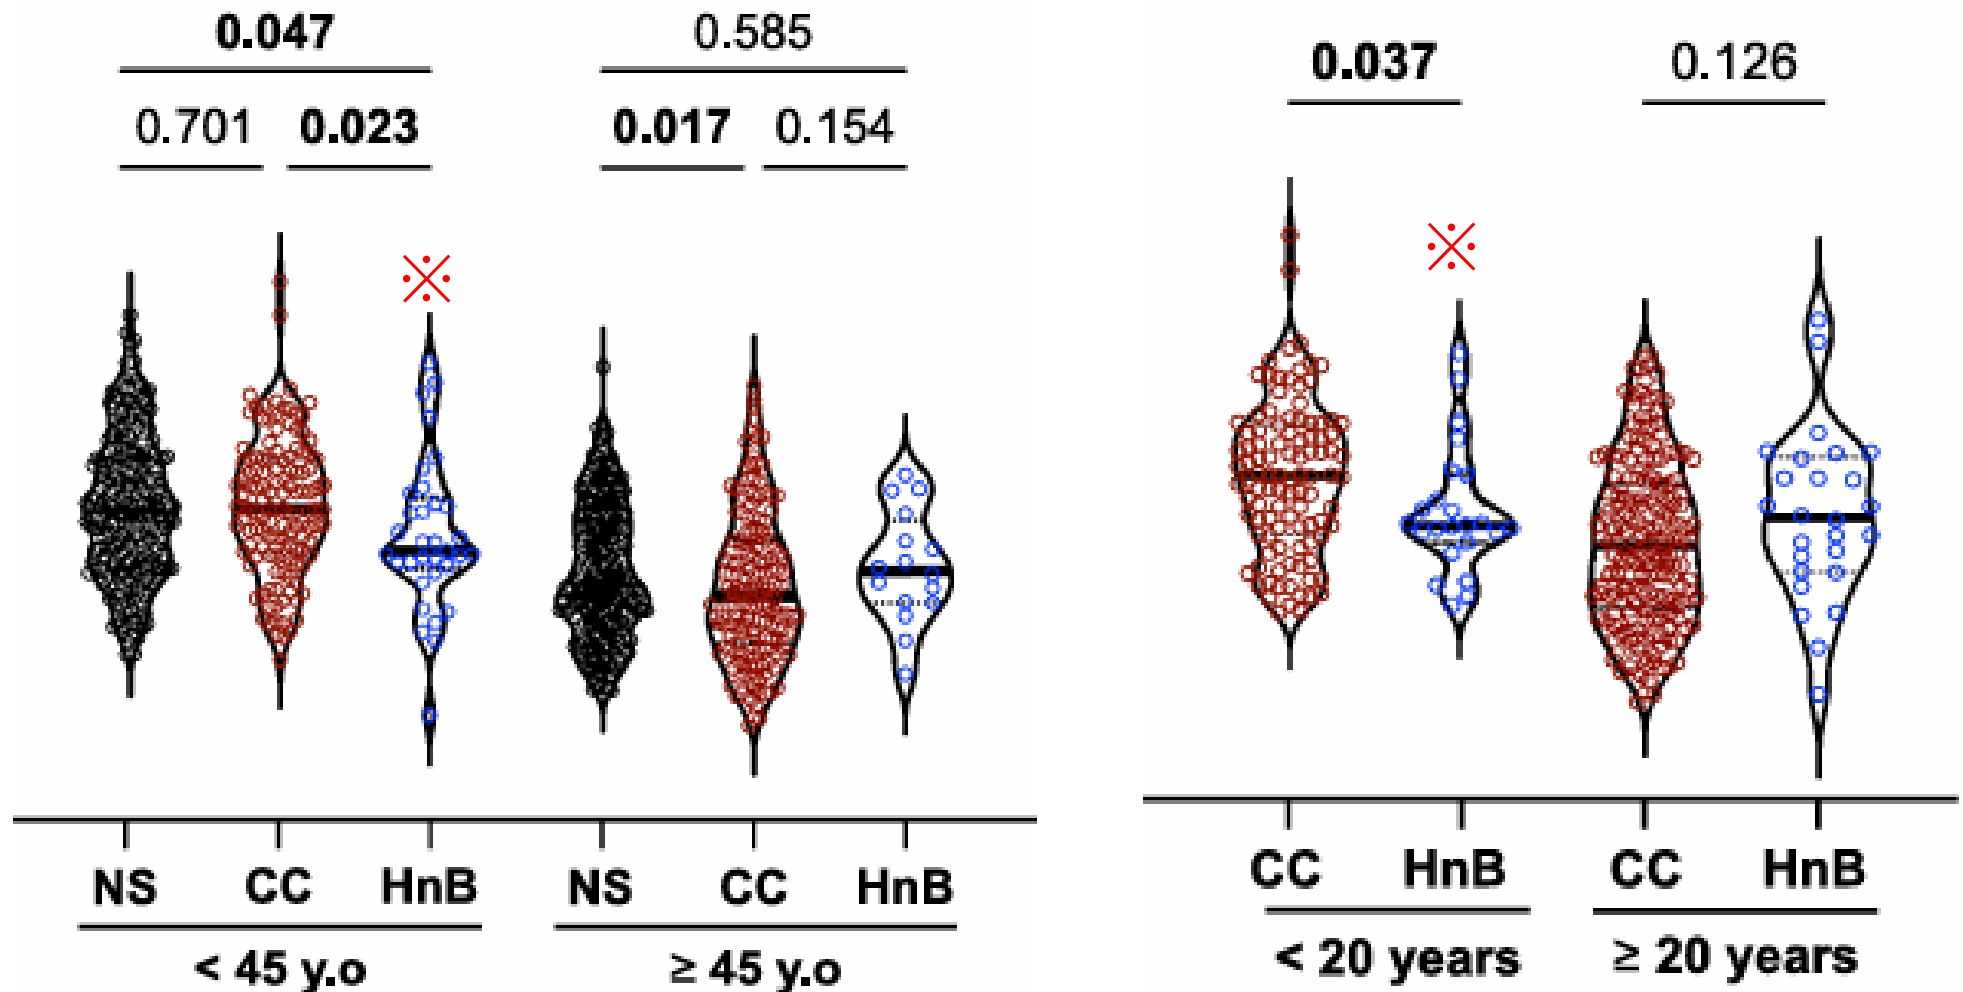 0.047 0.585
0.701 0.023 0.017 0.154
※
NS CC HnB NS CC HnB
< 45 y.o ≥ 45 y.o
0.037 0.126
※
CC HnB CC HnB
< 20 years ≥ 20 years